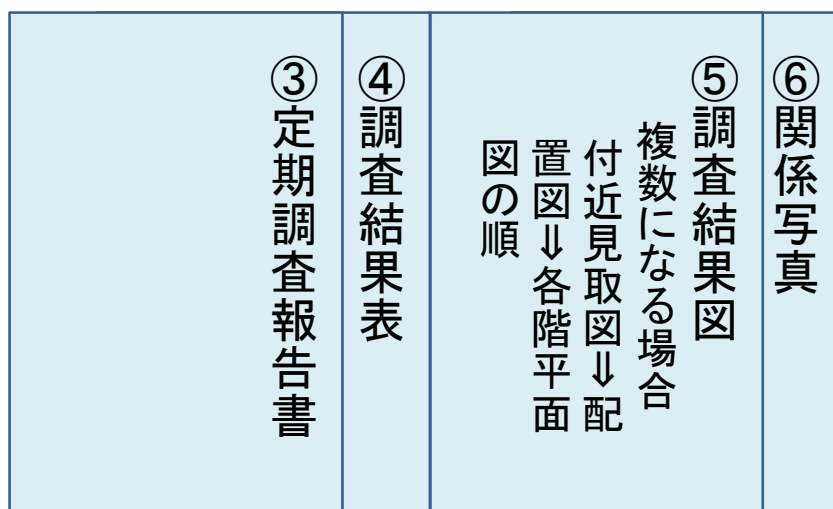 ⑥関係写真
⑤調査結果図
複数になる場合
付近見取図⇒配
置図⇒各階平面
図の順
④調査結果表
③定期調査報告書